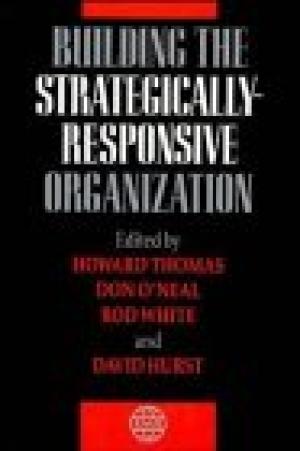 BUILDING THE
STRATEGICALLY-
RESPONSIVE
ORGANIZATION
Edited by
HOWARD THOMAS
DON O'NEAL
ROD WHITE
and
DAVID HURST